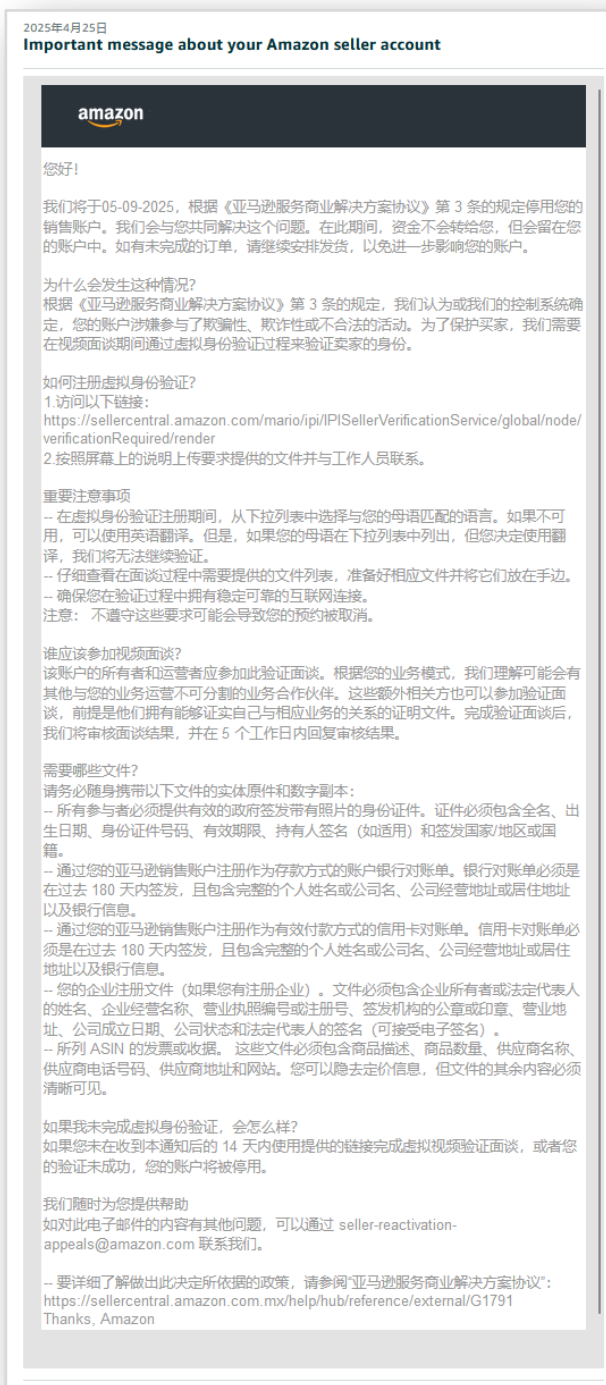 2025年4月25日
Important message about your Amazon seller account
amazon
您好!
我们将于05-09-2025，根据《亚马逊服务商业解决方案协议》第 3 条的规定停用您的
销售账户。我们会与您共同解决这个问题。在此期间，资金不会转给您，但会留在您
的账户中。如有未完成的订单，请继续安排发货，以免进一步影响您的账户。
为什么会发生这种情况?
根据《亚马逊服务商业解决方案协议》第 3 条的规定，我们认为或我们的控制系统确
定，您的账户涉嫌参与了欺骗性、欺诈性或不合法的活动。为了保护买家，我们需要
在视频面谈期间通过虚拟身份验证过程来验证卖家的身份。
如何注册虚拟身份验证?
1.访问以下链接：
https://sellercentral.amazon.com/mario/ipi/IPISellerVerificationService/global/node/
verificationRequired/render
2.按照屏幕上的说明上传要求提供的文件并与工作人员联系。
重要注意事项
-- 在虚拟身份验证注册期间，从下拉列表中选择与您的母语匹配的语言。如果不可
用，可以使用英语翻译。但是，如果您的母语在下拉列表中列出，但您决定使用翻
译，我们将无法继续验证。
-- 仔细查看在面谈过程中需要提供的文件列表，准备好相应文件并将它们放在手边。
-- 确保您在验证过程中拥有稳定可靠的互联网连接。
注意： 不遵守这些要求可能会导致您的预约被取消。
谁应该参加视频面谈?
该账户的所有者和运营者应参加此验证面谈。根据您的业务模式，我们理解可能会有
其他与您的业务运营不可分割的业务合作伙伴。这些额外相关方也可以参加验证面
谈，前提是他们拥有能够证实自己与相应业务的关系的证明文件。完成验证面谈后，
我们将审核面谈结果，并在 5 个工作日内回复审核结果。
需要哪些文件?
请务必随身携带以下文件的实体原件和数字副本：
-- 所有参与者必须提供有效的政府签发带有照片的身份证件。证件必须包含全名、出
生日期、身份证件号码、有效期限、持有人签名（如适用）和签发国家/地区或国
籍。
-- 通过您的亚马逊销售账户注册作为存款方式的账户银行对账单。银行对账单必须是
在过去 180 天内签发，且包含完整的个人姓名或公司名、公司经营地址或居住地址
以及银行信息。
-- 通过您的亚马逊销售账户注册作为有效付款方式的信用卡对账单。信用卡对账单必
须是在过去 180 天内签发，且包含完整的个人姓名或公司名、公司经营地址或居住
地址以及银行信息。
-- 您的企业注册文件（如果您有注册企业）。文件必须包含企业所有者或法定代表人
的姓名、企业经营名称、营业执照编号或注册号、签发机构的公章或印章、营业地
址、公司成立日期、公司状态和法定代表人的签名（可接受电子签名）。
-- 所列 ASIN 的发票或收据。 这些文件必须包含商品描述、商品数量、供应商名称、
供应商电话号码、供应商地址和网站。您可以隐去定价信息，但文件的其余内容必须
清晰可见。
如果我未完成虚拟身份验证，会怎么样?
如果您未在收到本通知后的 14 天内使用提供的链接完成虚拟视频验证面谈，或者您
的验证未成功，您的账户将被停用。
我们随时为您提供帮助
如对此电子邮件的内容有其他问题，可以通过 seller-reactivation-
appeals@amazon.com 联系我们。
-- 要详细了解做出此决定所依据的政策，请参阅“亚马逊服务商业解决方案协议”：
https://sellercentral.amazon.com.mx/help/hub/reference/external/G1791
Thanks, Amazon